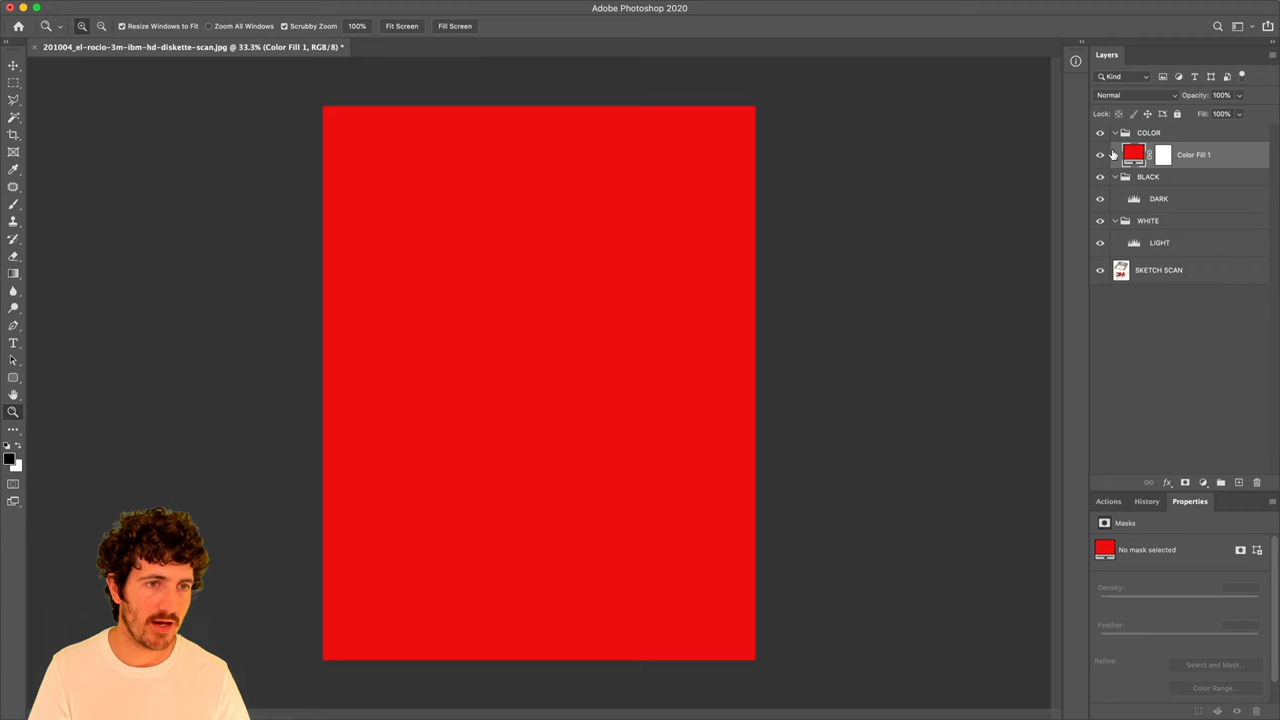 Adobe Photoshop 2020
Resize Windows to Fit
Zoom All Windows
Scrubby Zoom
100%
Fit Screen
Fill Screen
201004_el-rocio-3m-ibm-hd-diskette-scan.jpg @ 33.3% (Color Fill 1, RGB/8) *
Layers
Kind
Normal
Opacity: 100%
Lock:
Fill: 100%
COLOR
Color Fill 1
BLACK
DARK
WHITE
LIGHT
SKETCH SCAN
fx
Actions
History
Properties
Masks
No mask selected
Density:
Feather:
Refine:
Select and Mask...
Color Range...